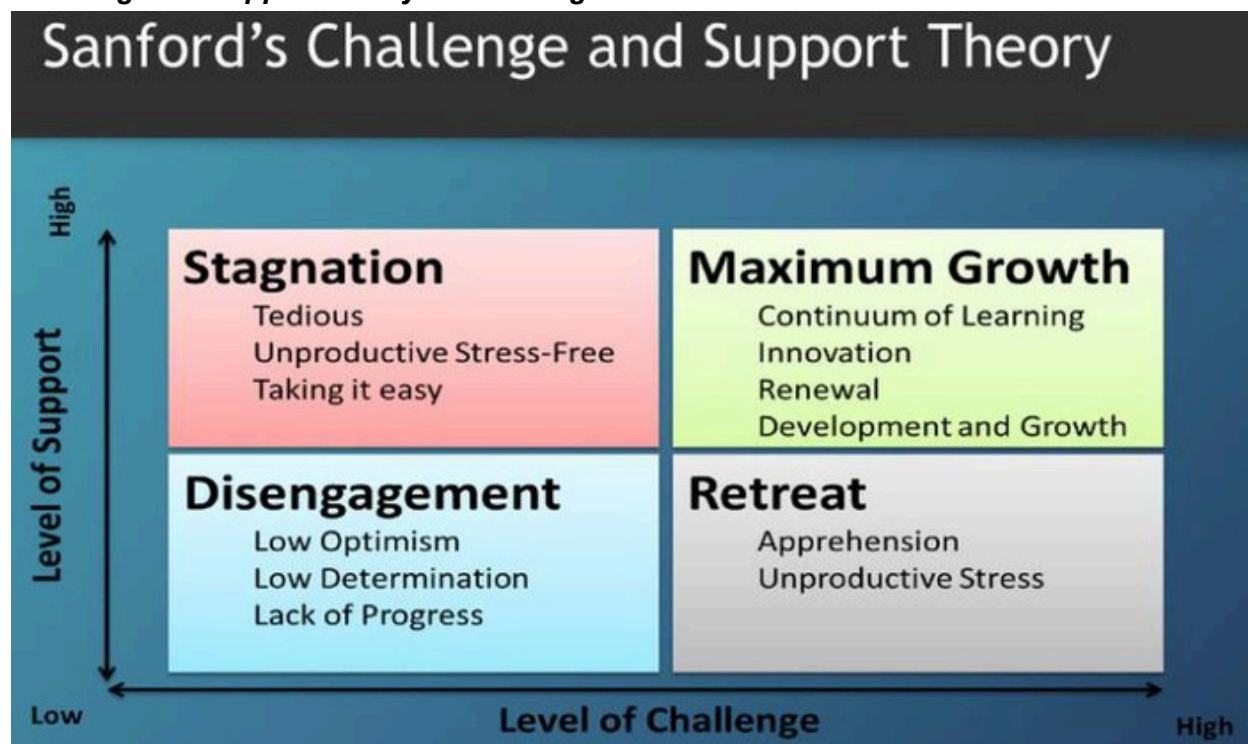 Sanford's Challenge and Support Theory
High
Level of Support
Stagnation
Tedious
Unproductive Stress-Free
Taking it easy
Maximum Growth
Continuum of Learning
Innovation
Renewal
Development and Growth
Disengagement
Low Optimism
Low Determination
Lack of Progress
Retreat
Apprehension
Unproductive Stress
Low
Level of Challenge
High